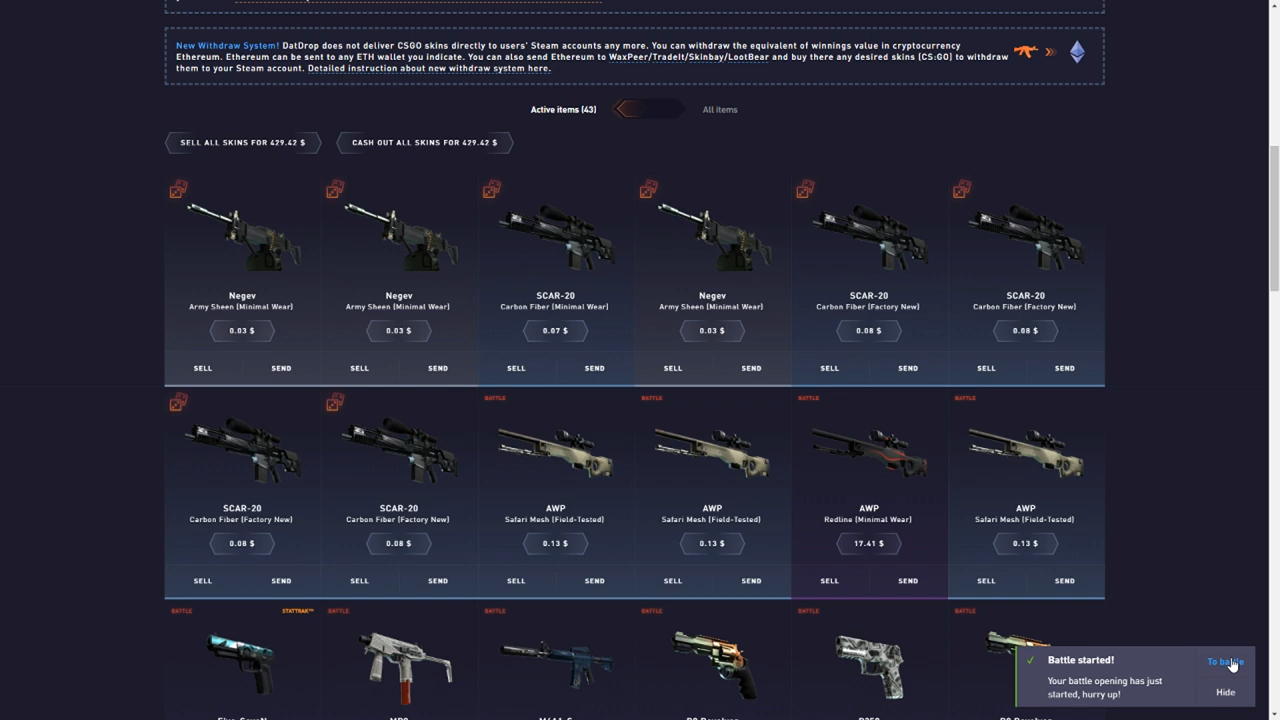 New Withdraw System! DatDrop does not deliver CSGO skins directly to users' Steam accounts any more. You can withdraw the equivalent of winnings value in cryptocurrency
Ethereum. Ethereum can be sent to any ETH wallet you indicate. You can also send Ethereum to WaxPeer/TradeIt/Skinbay/LootBear and buy there any desired skins (CS:GO) to withdraw
them to your Steam account. Detailed instruction about new withdraw system here.
Active items (43) All items
SELL ALL SKINS FOR 429.42 $ CASH OUT ALL SKINS FOR 429.42 $
Negev Negev SCAR-20 Negev SCAR-20 SCAR-20
Army Sheen (Minimal Wear) Army Sheen (Minimal Wear) Carbon Fiber (Minimal Wear) Army Sheen (Minimal Wear) Carbon Fiber (Factory New) Carbon Fiber (Factory New)
0.03 $ 0.03 $ 0.07 $ 0.03 $ 0.08 $ 0.08 $
SELL SEND SELL SEND SELL SEND SELL SEND SELL SEND SELL SEND
BATTLE BATTLE BATTLE BATTLE
SCAR-20 SCAR-20 AWP AWP AWP AWP
Carbon Fiber (Factory New) Carbon Fiber (Factory New) Safari Mesh (Field-Tested) Safari Mesh (Field-Tested) Redline (Minimal Wear) Safari Mesh (Field-Tested)
0.08 $ 0.08 $ 0.13 $ 0.13 $ 17.41 $ 0.13 $
SELL SEND SELL SEND SELL SEND SELL SEND SELL SEND SELL SEND
BATTLE STATTRAK™ BATTLE BATTLE BATTLE BATTLE BATTLE
Battle started! To battle
Your battle opening has just
started, hurry up!
Hide